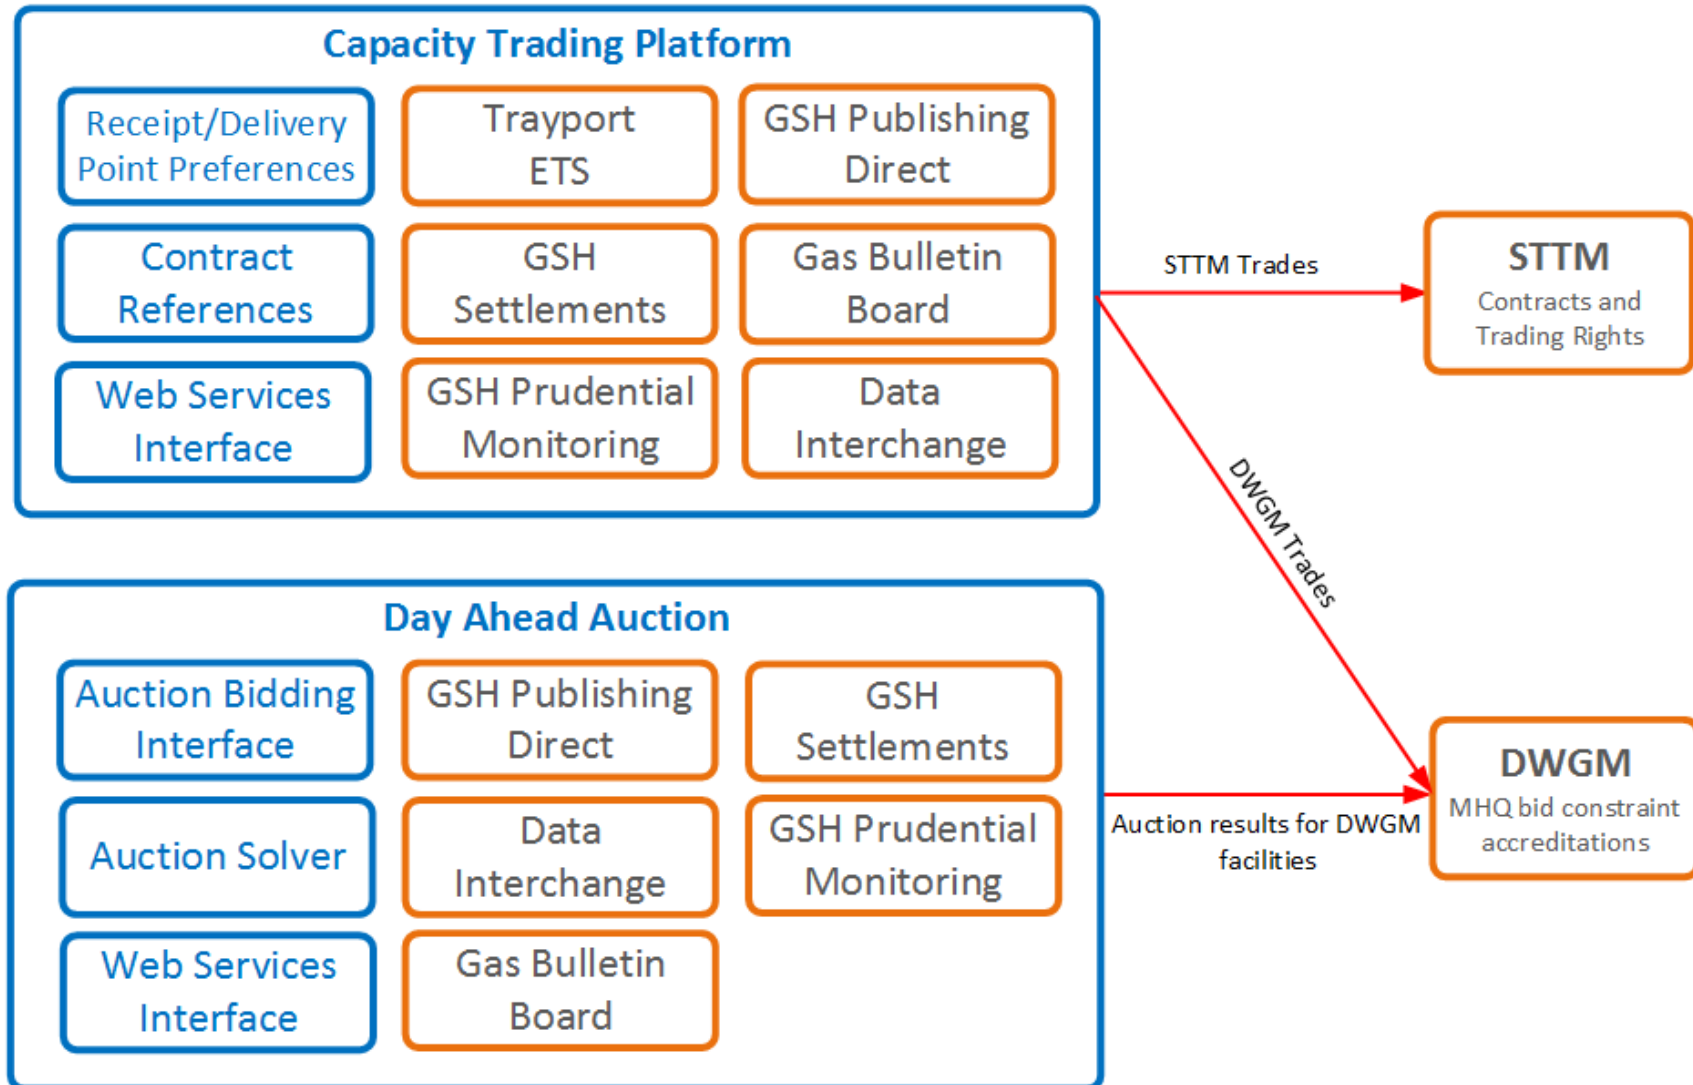 Capacity Trading Platform
Receipt/Delivery
Point Preferences
Trayport
ETS
GSH Publishing
Direct
Contract
References
GSH
Settlements
Gas Bulletin
Board
Web Services
Interface
GSH Prudential
Monitoring
Data
Interchange
STTM Trades
STTM
Contracts and
Trading Rights
DWGM Trades
Day Ahead Auction
Auction Bidding
Interface
GSH Publishing
Direct
GSH
Settlements
Auction Solver
Data
Interchange
GSH Prudential
Monitoring
Web Services
Interface
Gas Bulletin
Board
Auction results for DWGM
facilities
DWGM
MHQ bid constraint
accreditations